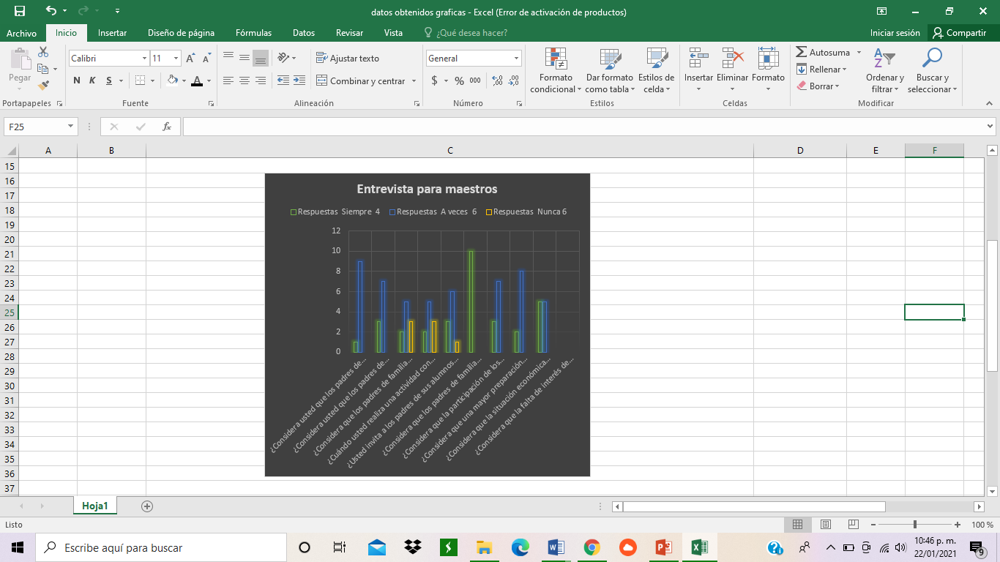 datos obtenidos graficas - Excel (Error de activación de productos)
Archivo Inicio Insertar Diseño de página Fórmulas Datos Revisar Vista ¿Qué desea hacer? Iniciar sesión Compartir
Pegar
Portapapeles
Calibri 11
N K S A
Fuente
Ajustar texto
Combinar y centrar
Alineación
General
$ % 000
Número
Formato condicional
Dar formato como tabla
Estilos de celda
Estilos
Insertar Eliminar Formato
Celdas
Autosuma
Rellenar
Borrar
Ordenar y filtrar
Buscar y seleccionar
Modificar
F25 fx
A B C D E F
15
16
17
18
19
20
21
22
23
24
25
26
27
28
29
30
31
32
33
34
35
36
37
Entrevista para maestros
Respuestas Siempre 4 Respuestas A veces 6 Respuestas Nunca 6
12
10
8
6
4
2
0
¿Considera usted que los padres de...
¿Considera usted que los padres de...
¿Considera que los padres de familia...
¿Cuándo usted realiza una actividad con...
¿Usted invita a los padres de sus alumnos...
¿Considera que los padres de familia...
¿Considera que la participación de los...
¿Considera que una mayor preparación...
¿Considera que la situación económica...
¿Considera que la falta de interés de...
Hoja1
Listo 100 %
Escribe aquí para buscar
10:46 p. m.
22/01/2021
9